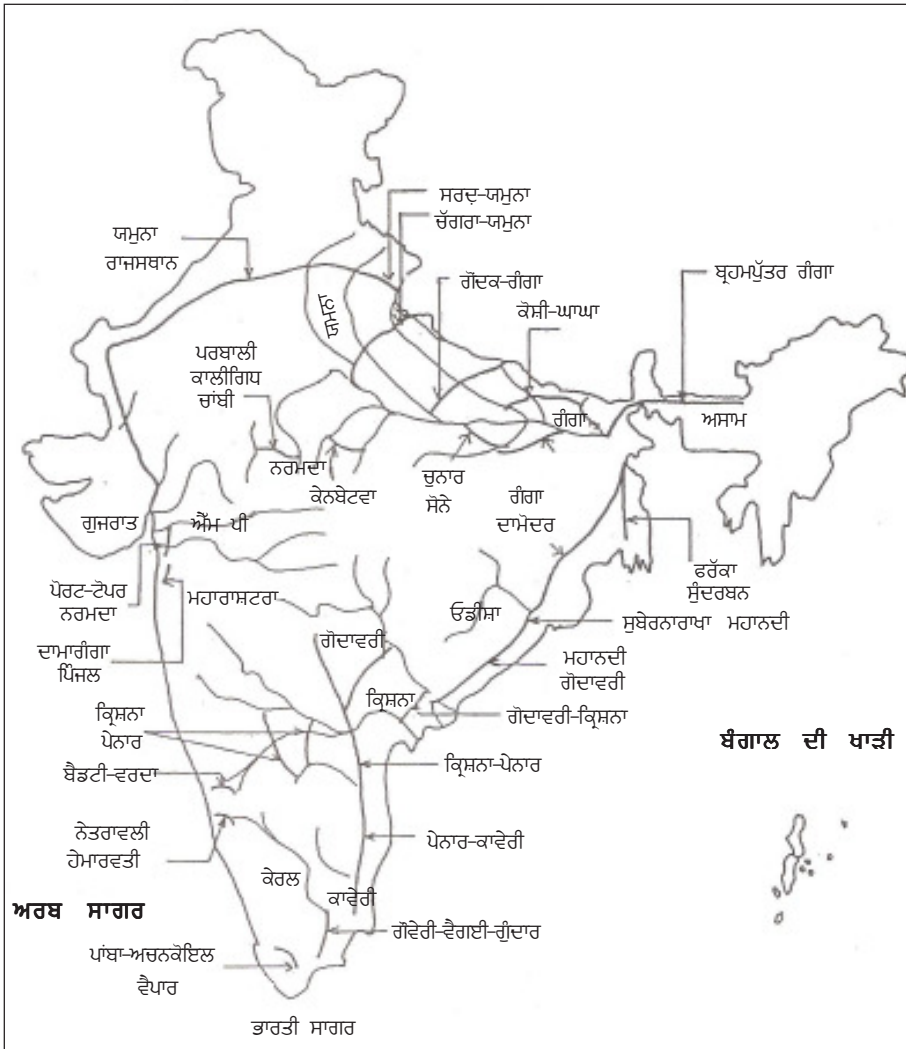 ਸਰਦ਼-ਯਮੁਨਾ
ਚੱਗਰਾ-ਯਮੁਨਾ
ਯਮੁਨਾ
ਰਾਜਸਥਾਨ
ਗੌਂਦਕ-ਗੰਗਾ
ਬ੍ਰਹਮਪੁੱਤਰ ਗੰਗਾ
ਕੋਸ਼ੀ-ਘਾਘਾ
ਯਾਮਨਾ
ਪਰਬਾਲੀ
ਕਾਲੀਗਿਧ
ਚਾਂਬੀ
ਗੰਗਾ
ਅਸਾਮ
ਨਰਮਦਾ
ਕੇਨਬੇਟਵਾ
ਚੁਨਾਰ
ਸੋਨੇ
ਗੰਗਾ
ਦਾਮੋਦਰ
ਗੁਜਰਾਤ
ਐੱਮ ਪੀ
ਫਰੱਕਾ
ਸੁੰਦਰਬਨ
ਪੋਰਟ-ਟੋਪਰ
ਨਰਮਦਾ
ਮਹਾਰਾਸ਼ਟਰਾ
ਓਡੀਸ਼ਾ
ਸੁਬੇਰਨਾਰਾਖਾ ਮਹਾਨਦੀ
ਗੋਦਾਵਰੀ
ਦਾਮਾਰੀਗਾ
ਪਿੰਜਲ
ਮਹਾਨਦੀ
ਗੋਦਾਵਰੀ
ਕ੍ਰਿਸ਼ਨਾ
ਗੋਦਾਵਰੀ-ਕ੍ਰਿਸ਼ਨਾ
ਕ੍ਰਿਸ਼ਨਾ
ਪੇਨਾਰ
ਬੰਗਾਲ ਦੀ ਖਾੜੀ
ਕ੍ਰਿਸ਼ਨਾ-ਪੇਨਾਰ
ਬੈਡਟੀ-ਵਰਦਾ
ਨੇਤਰਾਵਲੀ
ਹੇਮਾਰਵਤੀ
ਪੇਨਾਰ-ਕਾਵੇਰੀ
ਕੇਰਲ
ਕਾਵੇਰੀ
ਅਰਬ ਸਾਗਰ
ਗੌਵੇਰੀ-ਵੈਗਈ-ਗੁੰਦਾਰ
ਪਾਂਬਾ-ਅਚਨਕੋਇਲ
ਵੈਪਾਰ
ਭਾਰਤੀ ਸਾਗਰ